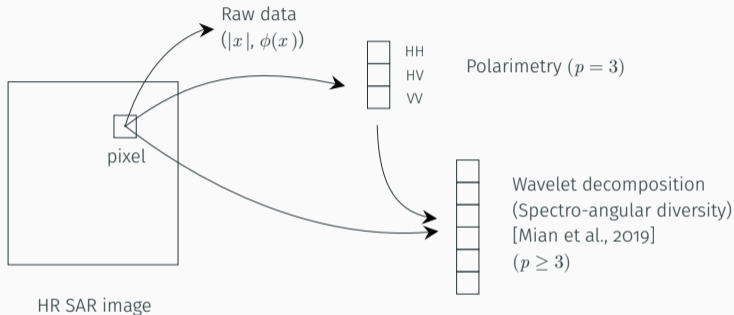 Raw data
(|x|, ϕ(x))
HH
HV
VV
Polarimetry (p = 3)
pixel
Wavelet decomposition
(Spectro-angular diversity)
[Mian et al., 2019]
(p ≥ 3)
HR SAR image